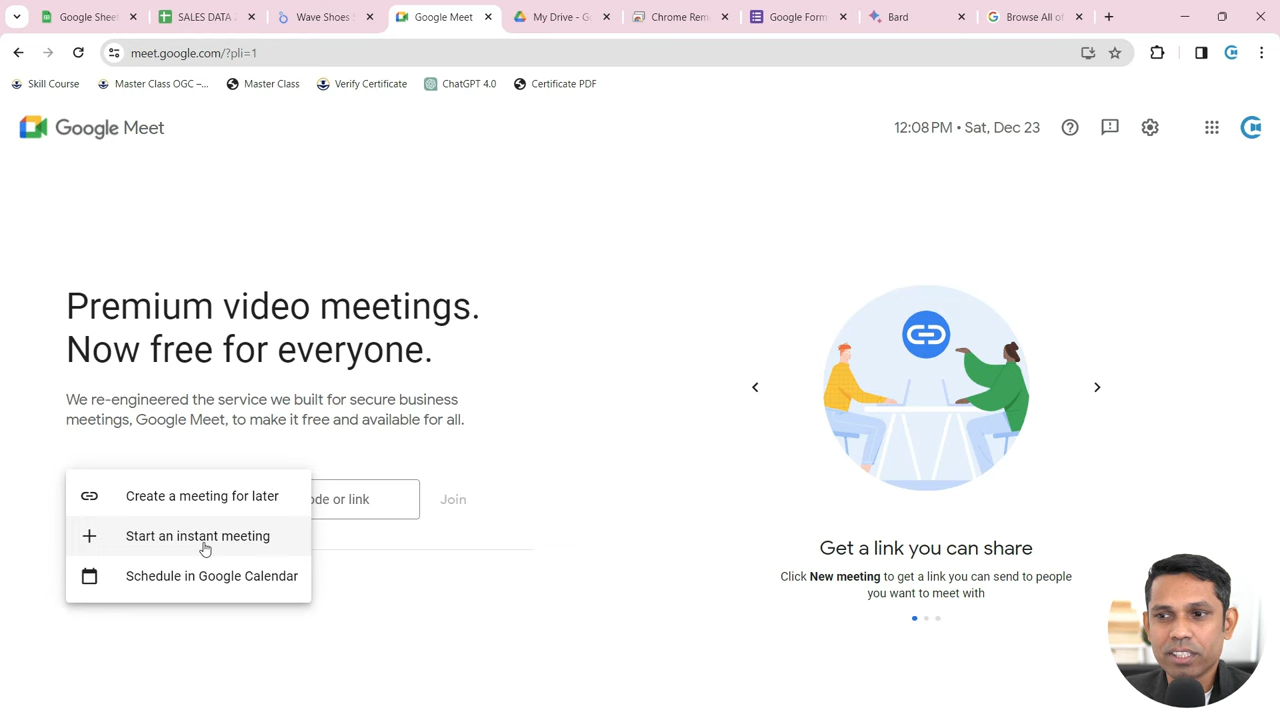 Google Sheet
SALES DATA
Wave Shoes
Google Meet
My Drive - G
Chrome Rem
Google Form
Bard
Browse All of
meet.google.com/?pli=1
Skill Course
Master Class OGC –...
Master Class
Verify Certificate
ChatGPT 4.0
Certificate PDF
Google Meet
12:08 PM • Sat, Dec 23
Premium video meetings.
Now free for everyone.
We re-engineered the service we built for secure business
meetings, Google Meet, to make it free and available for all.
Create a meeting for later
Start an instant meeting
Schedule in Google Calendar
ode or link
Join
Get a link you can share
Click New meeting to get a link you can send to people
you want to meet with